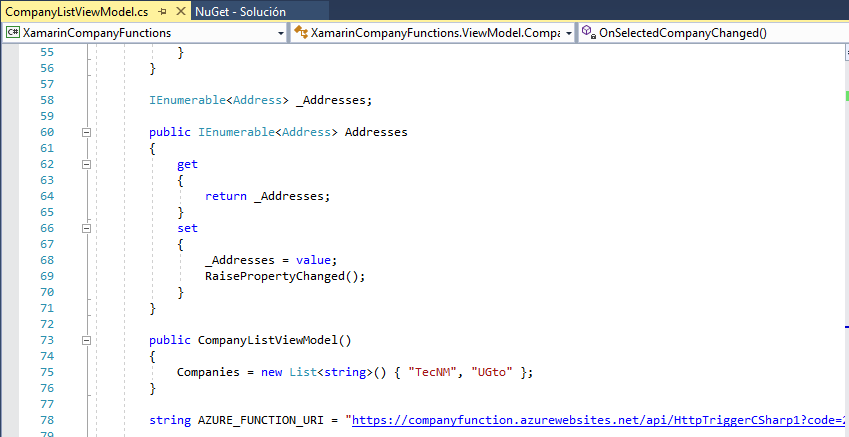 CompanyListViewModel.cs NuGet - Solución
C# XamarinCompanyFunctions XamarinCompanyFunctions.ViewModel.Compa OnSelectedCompanyChanged()
55 }
56 }
57
58 IEnumerable<Address> _Addresses;
59
60 public IEnumerable<Address> Addresses
61 {
62 get
63 {
64 return _Addresses;
65 }
66 set
67 {
68 _Addresses = value;
69 RaisePropertyChanged();
70 }
71 }
72
73 public CompanyListViewModel()
74 {
75 Companies = new List<string>() { "TecNM", "UGto" };
76 }
77
78 string AZURE_FUNCTION_URI = "https://companyfunction.azurewebsites.net/api/HttpTriggerCSharp1?code=
79